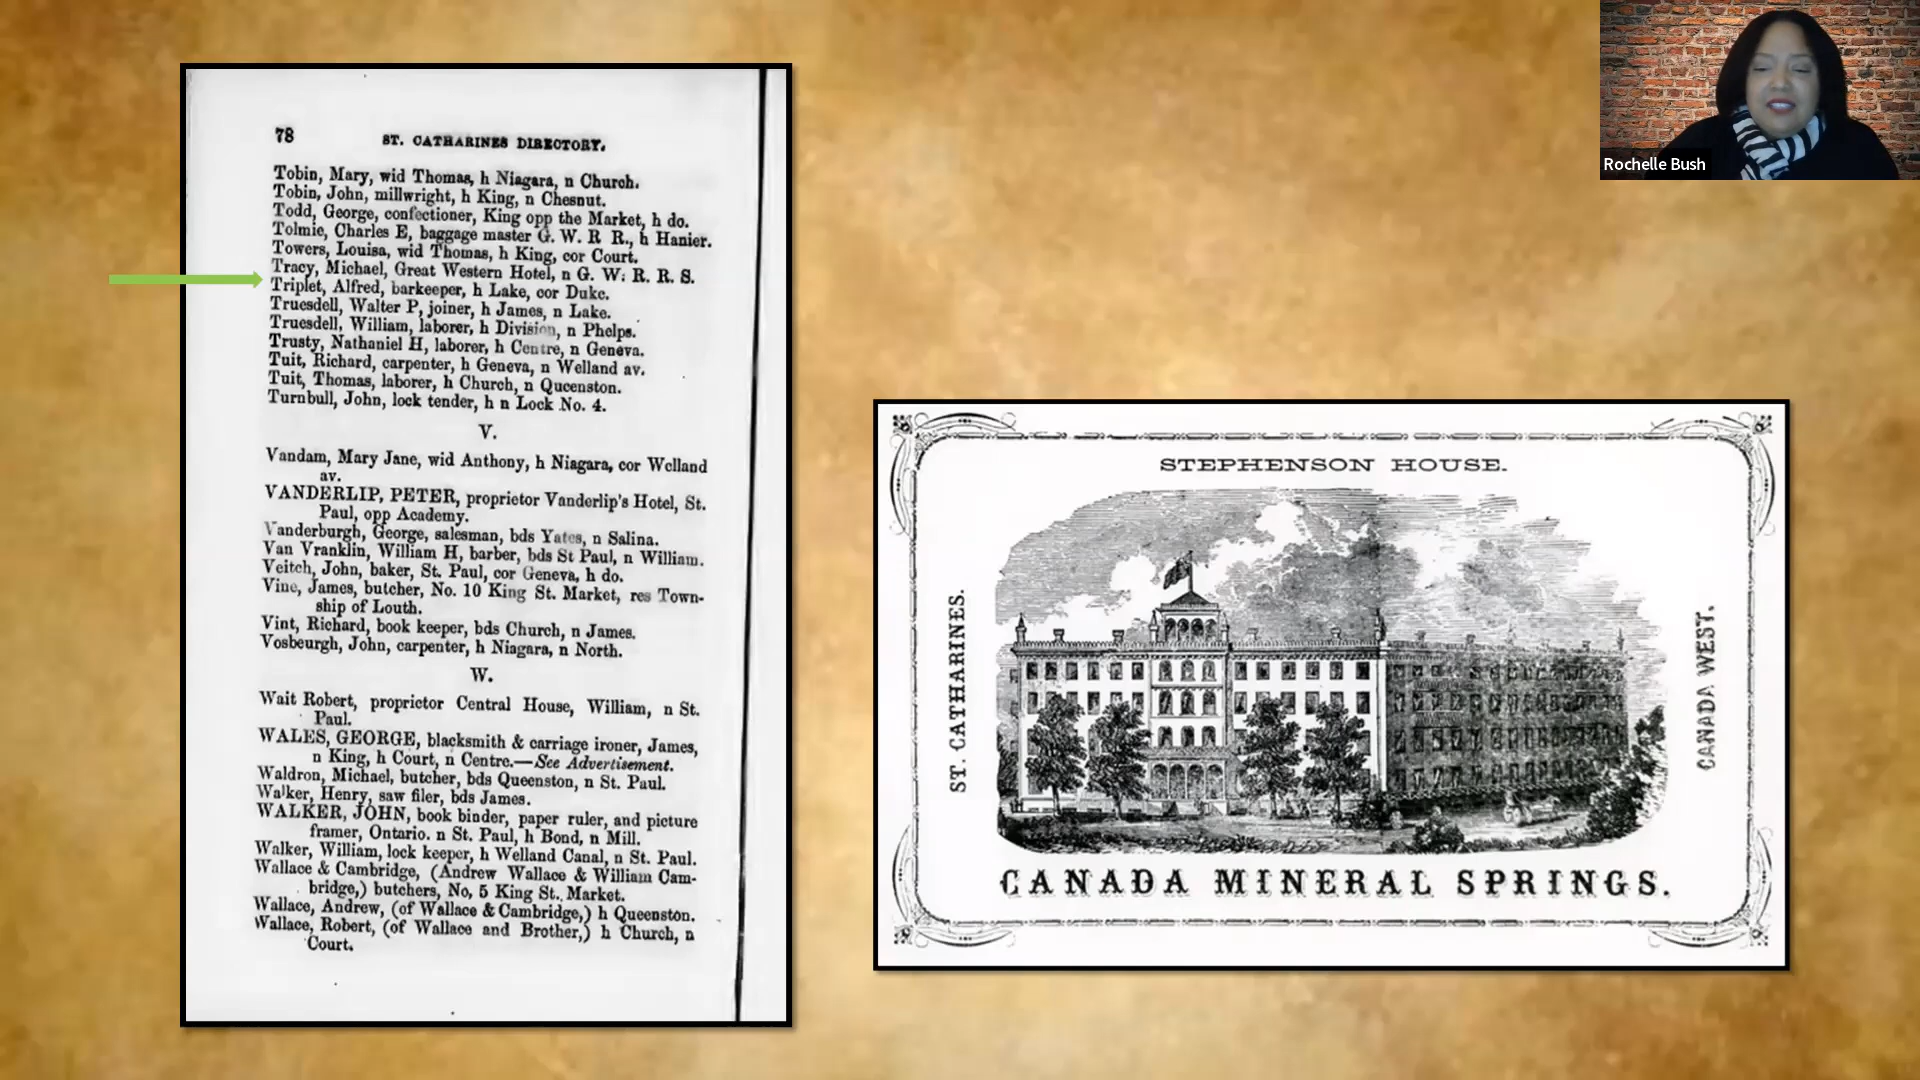 78
ST. CATHARINES DIRECTORY.
Tobin, Mary, wid Thomas, h Niagara, n Church.
Tobin, John, millwright, h King, n Chesnut.
Todd, George, confectioner, King opp the Market, h do.
Tolmie, Charles E, baggage master G. W. R R., h Hanier.
Towers, Louisa, wid Thomas, h King, cor Court.
Tracy, Michael, Great Western Hotel, n G. W. R. R. S.
Triplet, Alfred, barkeeper, h Lake, cor Duke.
Truesdell, Walter P, joiner, h James, n Lake.
Truesdell, William, laborer, h Division, n Phelps.
Trusty, Nathaniel H, laborer, h Centre, n Geneva.
Tuit, Richard, carpenter, h Geneva, n Welland av.
Tuit, Thomas, laborer, h Church, n Queenston.
Turnbull, John, lock tender, h n Lock No. 4.
V.
Vandam, Mary Jane, wid Anthony, h Niagara, cor Welland
av.
VANDERLIP, PETER, proprietor Vanderlip's Hotel, St.
Paul, opp Academy.
Vanderburgh, George, salesman, bds Yates, n Salina.
Van Vranklin, William H, barber, bds St Paul, n William.
Veitch, John, baker, St. Paul, cor Geneva, h do.
Vine, James, butcher, No. 10 King St. Market, res Town-
ship of Louth.
Vint, Richard, book keeper, bds Church, n James.
Vosbeurgh, John, carpenter, h Niagara, n North.
W.
Wait Robert, proprietor Central House, William, n St.
Paul.
WALES, GEORGE, blacksmith & carriage ironer, James,
n King, h Court, n Centre.—See Advertisement.
Waldron, Michael, butcher, bds Queenston, n St. Paul.
Walker, Henry, saw filer, bds James.
WALKER, JOHN, book binder, paper ruler, and picture
framer, Ontario. n St. Paul, h Bond, n Mill.
Walker, William, lock keeper, h Welland Canal, n St. Paul.
Wallace & Cambridge, (Andrew Wallace & William Cam-
bridge,) butchers, No, 5 King St. Market.
Wallace, Andrew, (of Wallace & Cambridge,) h Queenston.
Wallace, Robert, (of Wallace and Brother,) h Church, n
Court.
STEPHENSON HOUSE.
ST. CATHARINES.
CANADA WEST.
CANADA MINERAL SPRINGS.
Rochelle Bush